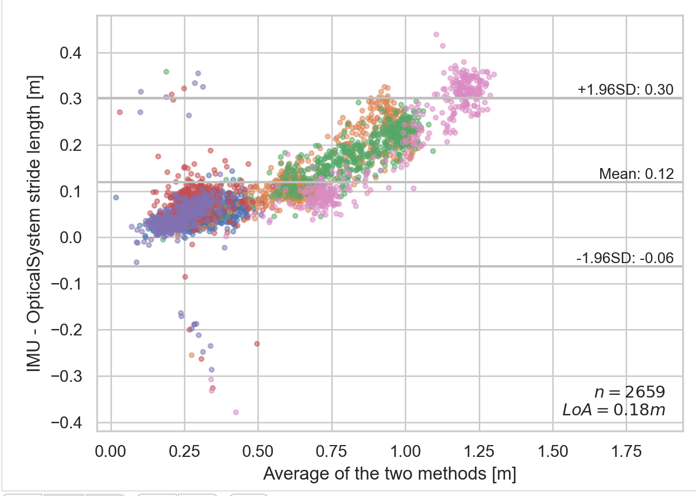 IMU - OpticalSystem stride length [m]
0.4
0.3
0.2
0.1
0.0
−0.1
−0.2
−0.3
−0.4
+1.96SD: 0.30
Mean: 0.12
-1.96SD: -0.06
n = 2659
LoA = 0.18m
0.00 0.25 0.50 0.75 1.00 1.25 1.50 1.75
Average of the two methods [m]